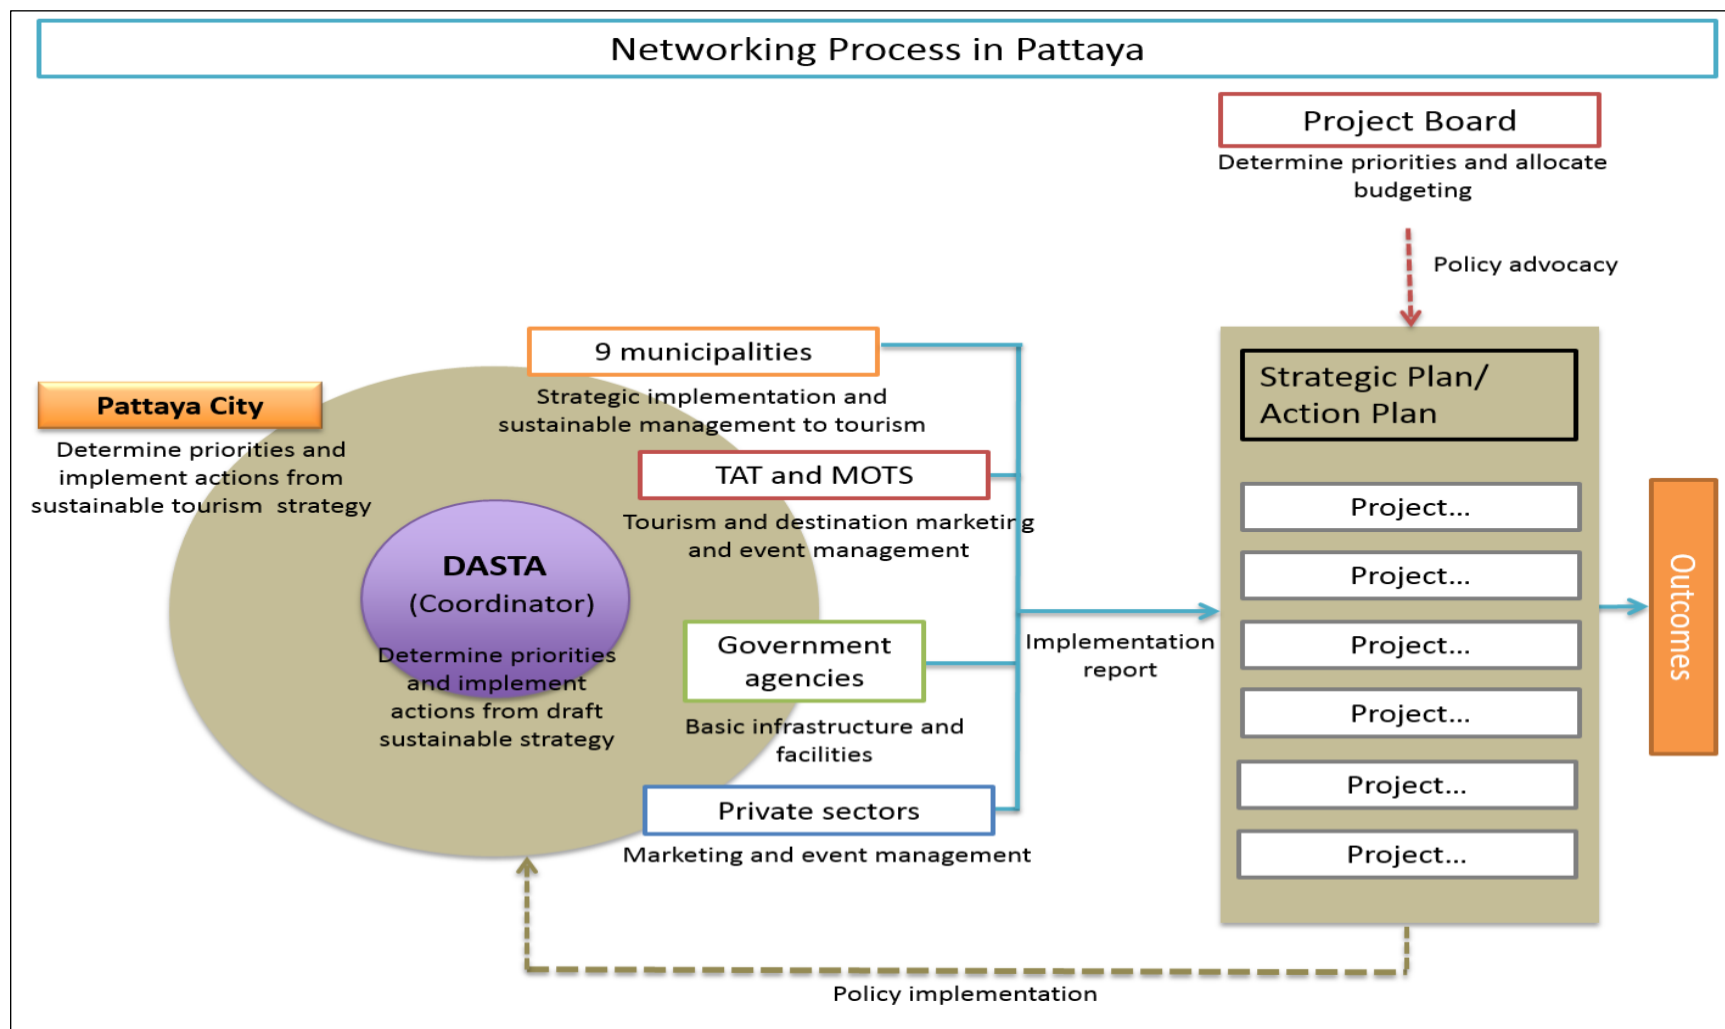 Networking Process in Pattaya
Project Board
Determine priorities and allocate
budgeting
Policy advocacy
9 municipalities
Strategic implementation and
sustainable management to tourism
Pattaya City
Determine priorities and
implement actions from
sustainable tourism strategy
TAT and MOTS
Tourism and destination marketing
and event management
DASTA
(Coordinator)
Determine priorities
and implement
actions from draft
sustainable strategy
Government
agencies
Basic infrastructure and
facilities
Private sectors
Marketing and event management
Implementation
report
Strategic Plan/
Action Plan
Project...
Project...
Project...
Project...
Project...
Project...
Outcomes
Policy implementation